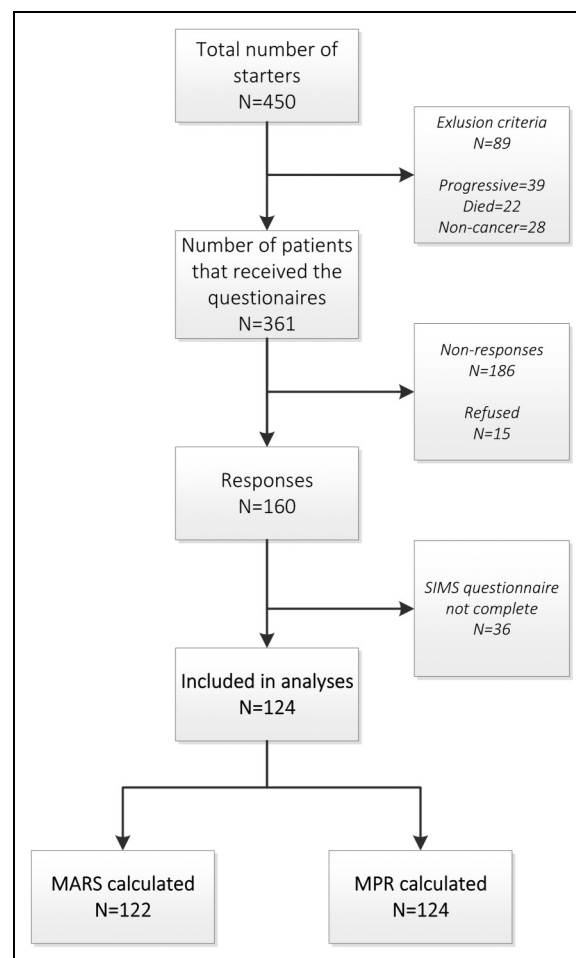 Total number of
starters
N=450
Exlusion criteria
N=89
Progressive=39
Died=22
Non-cancer=28
Number of patients
that received the
questionaires
N=361
Non-responses
N=186
Refused
N=15
Responses
N=160
SIMS questionnaire
not complete
N=36
Included in analyses
N=124
MARS calculated
N=122
MPR calculated
N=124